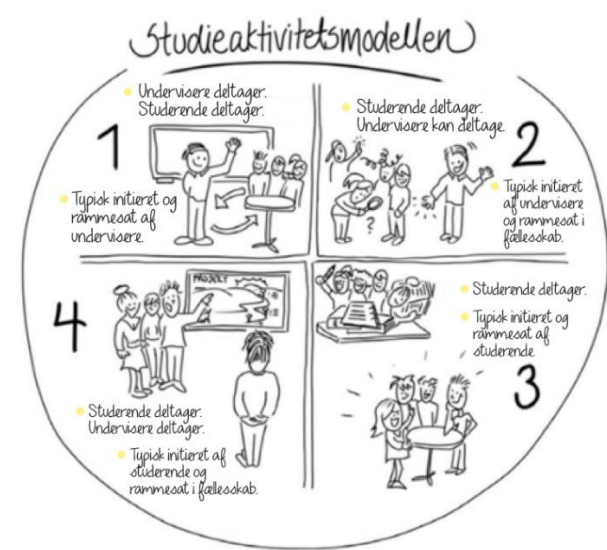 Studieaktivitetsmodellen
1
Undervisere deltager.
Studerende deltager.
Typisk initieret og
rammesat af
undervisere
2
Studerende deltager.
Undervisere kan deltage.
Typisk initieret
af undervisere
og rammesat i
fællesskab.
?
4
PROJEKT
Studerende deltager.
Undervisere deltager.
Typisk initieret af
studerende og
rammesat i fællesskab.
3
Studerende deltager.
Typisk initieret og
rammesat af
studerende